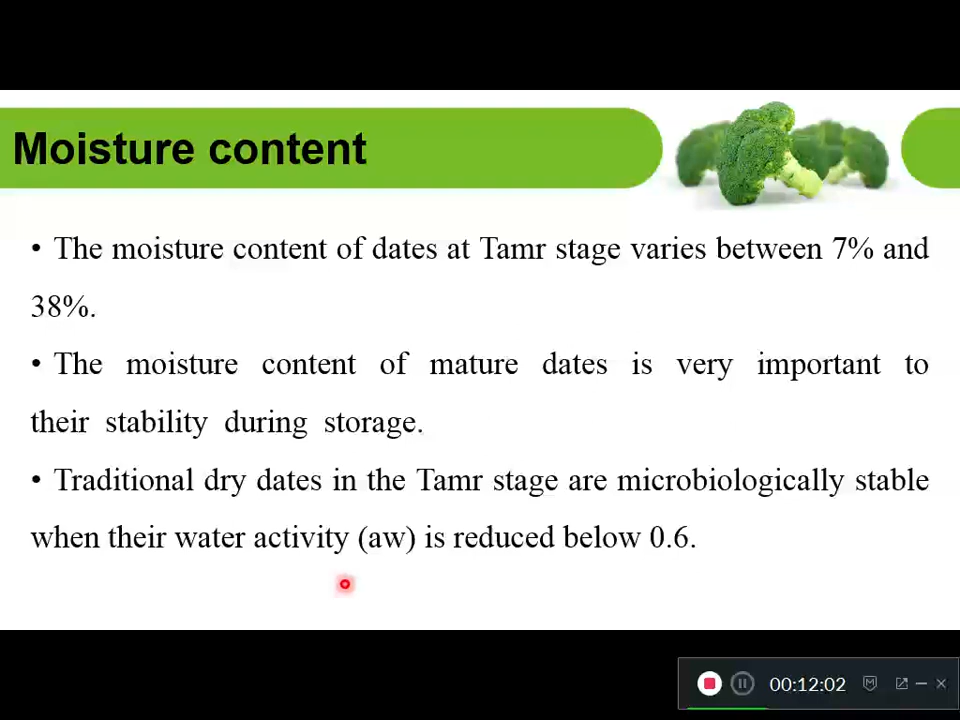 Moisture content
• The moisture content of dates at Tamr stage varies between 7% and
38%.
• The moisture content of mature dates is very important to
their stability during storage.
• Traditional dry dates in the Tamr stage are microbiologically stable
when their water activity (aw) is reduced below 0.6.
00:12:02